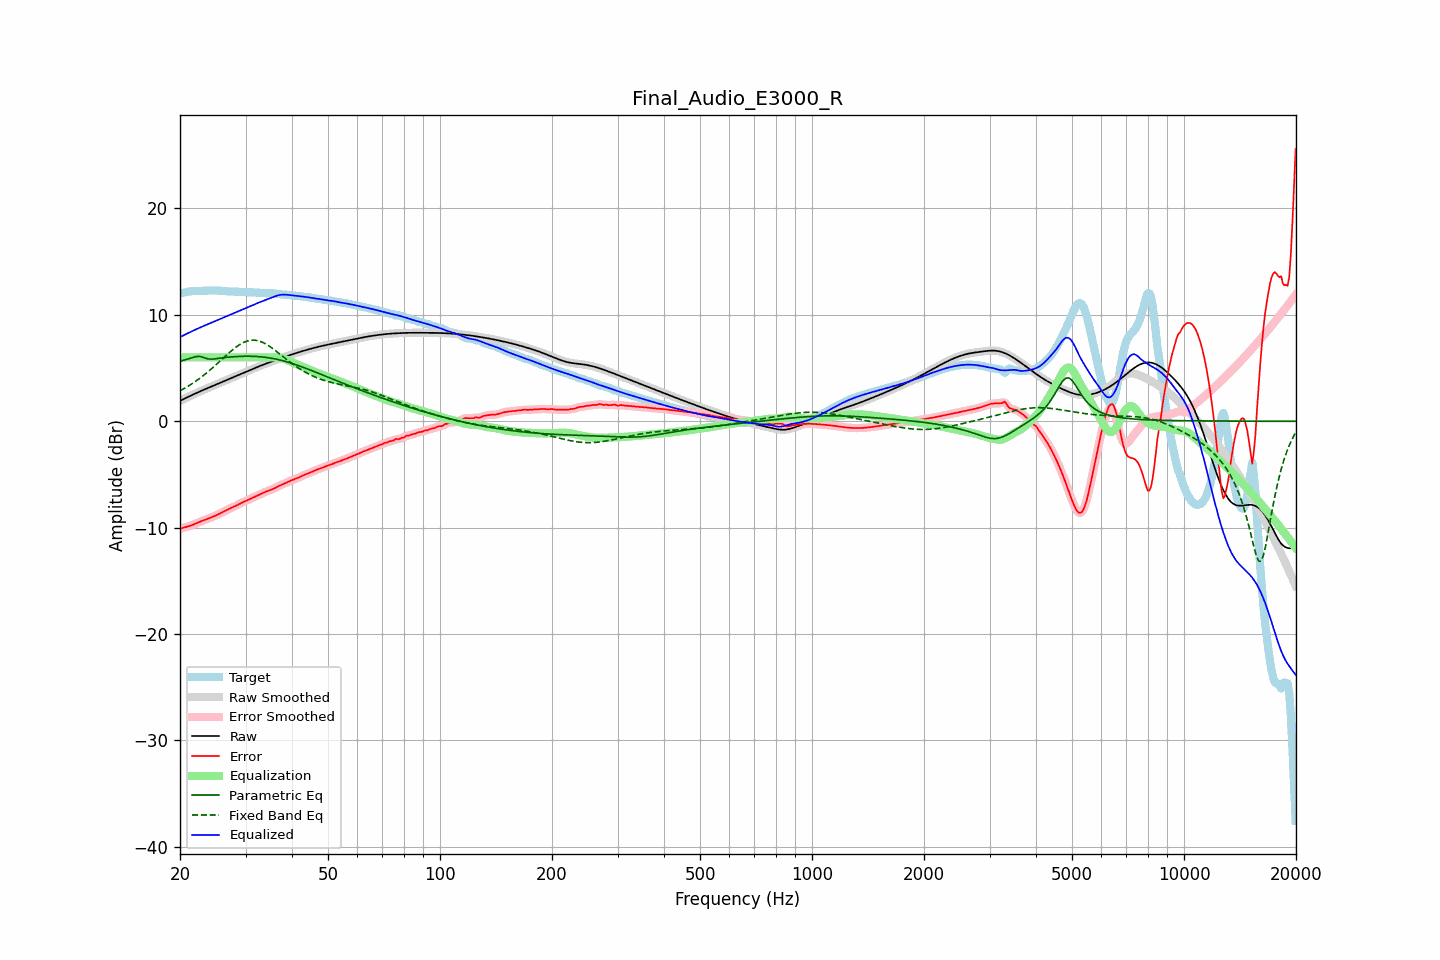 Final_Audio_E3000_R
Amplitude (dBr)
20
10
0
−10
−20
−30
−40
Target
Raw Smoothed
Error Smoothed
Raw
Error
Equalization
Parametric Eq
Fixed Band Eq
Equalized
20 50 100 200 500 1000 2000 5000 10000 20000
Frequency (Hz)